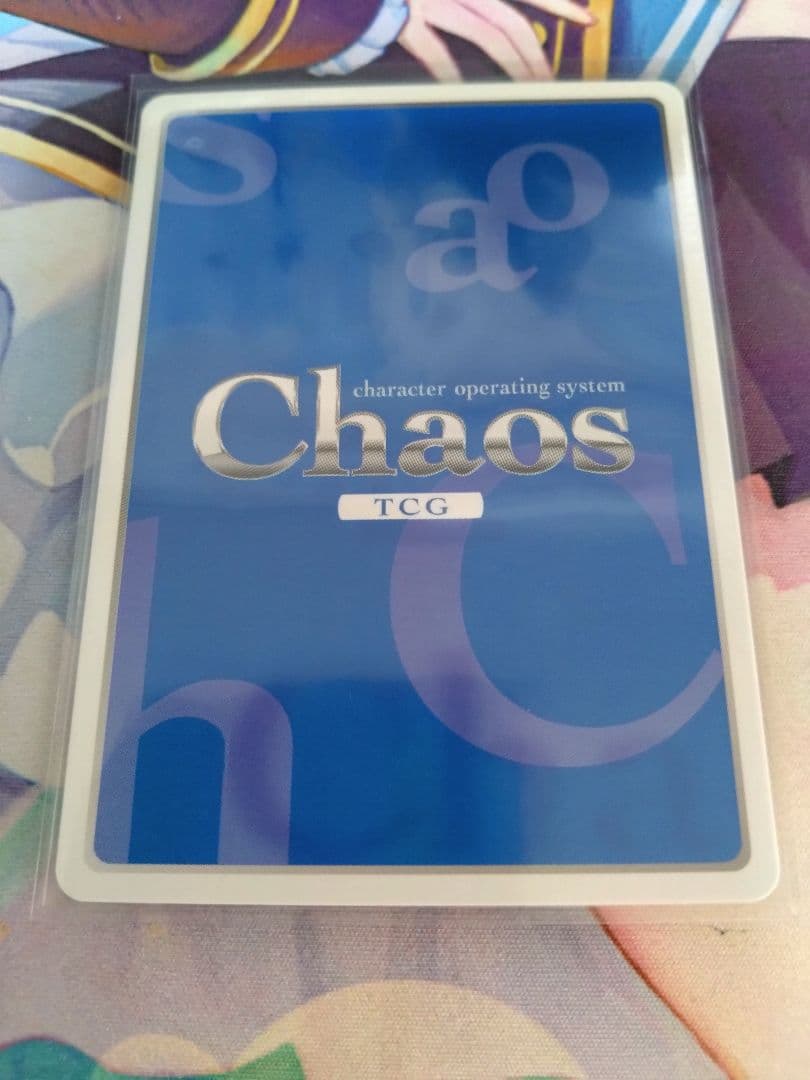 s
a o
character operating system
Chaos
TCG
C
h